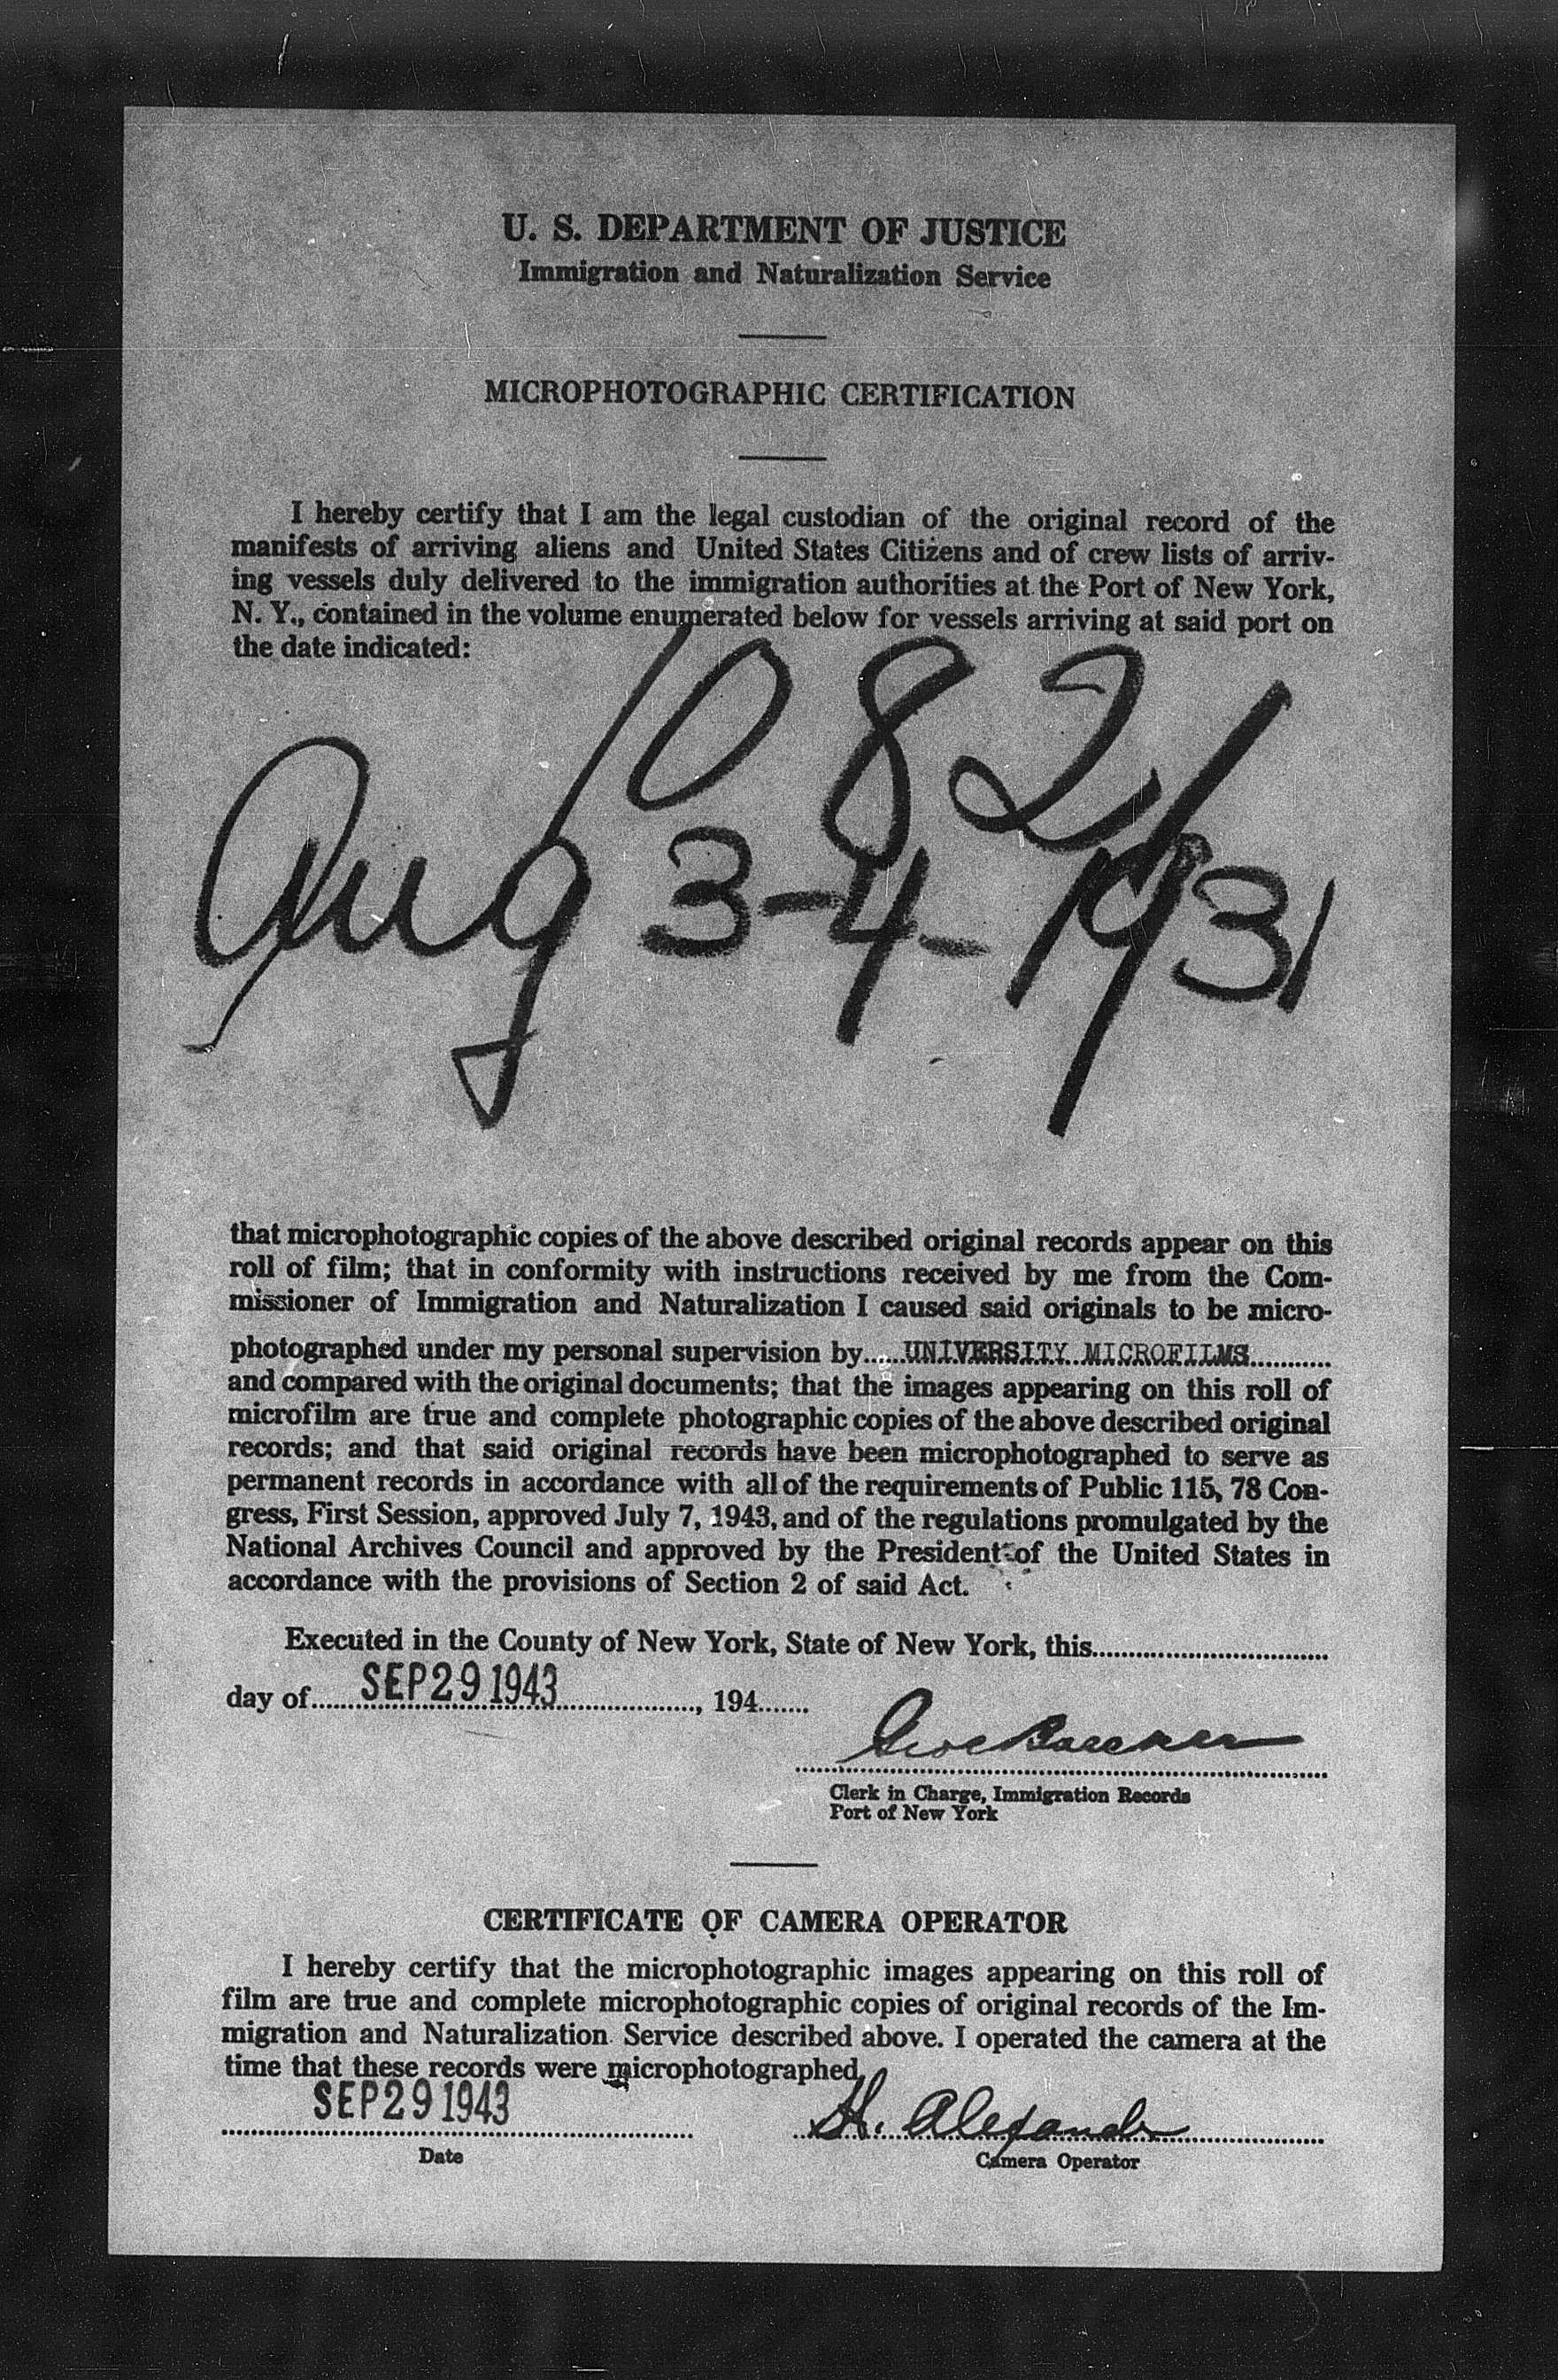 U. S. DEPARTMENT OF JUSTICE
Immigration and Naturalization Service
MICROPHOTOGRAPHIC CERTIFICATION
I hereby certify that I am the legal custodian of the original record of the
manifests of arriving aliens and United States Citizens and of crew lists of arriv-
ing vessels duly delivered to the immigration authorities at the Port of New York,
N. Y., contained in the volume enumerated below for vessels arriving at said port on
the date indicated:
Aug 3-4-1931
that microphotographic copies of the above described original records appear on this
roll of film; that in conformity with instructions received by me from the Com-
missioner of Immigration and Naturalization I caused said originals to be micro-
photographed under my personal supervision by......UNIVERSITY MICROFILMS...........
and compared with the original documents; that the images appearing on this roll of
microfilm are true and complete photographic copies of the above described original
records; and that said original records have been microphotographed to serve as
permanent records in accordance with all of the requirements of Public 115, 78 Con-
gress, First Session, approved July 7, 1943, and of the regulations promulgated by the
National Archives Council and approved by the President of the United States in
accordance with the provisions of Section 2 of said Act.
Executed in the County of New York, State of New York, this................................
day of...... SEP 29 1943 ......................, 194.......
Clerk in Charge, Immigration Records
Port of New York
CERTIFICATE OF CAMERA OPERATOR
I hereby certify that the microphotographic images appearing on this roll of
film are true and complete microphotographic copies of original records of the Im-
migration and Naturalization Service described above. I operated the camera at the
time that these records were microphotographed.
SEP 29 1943 H. Alexander
Date Camera Operator